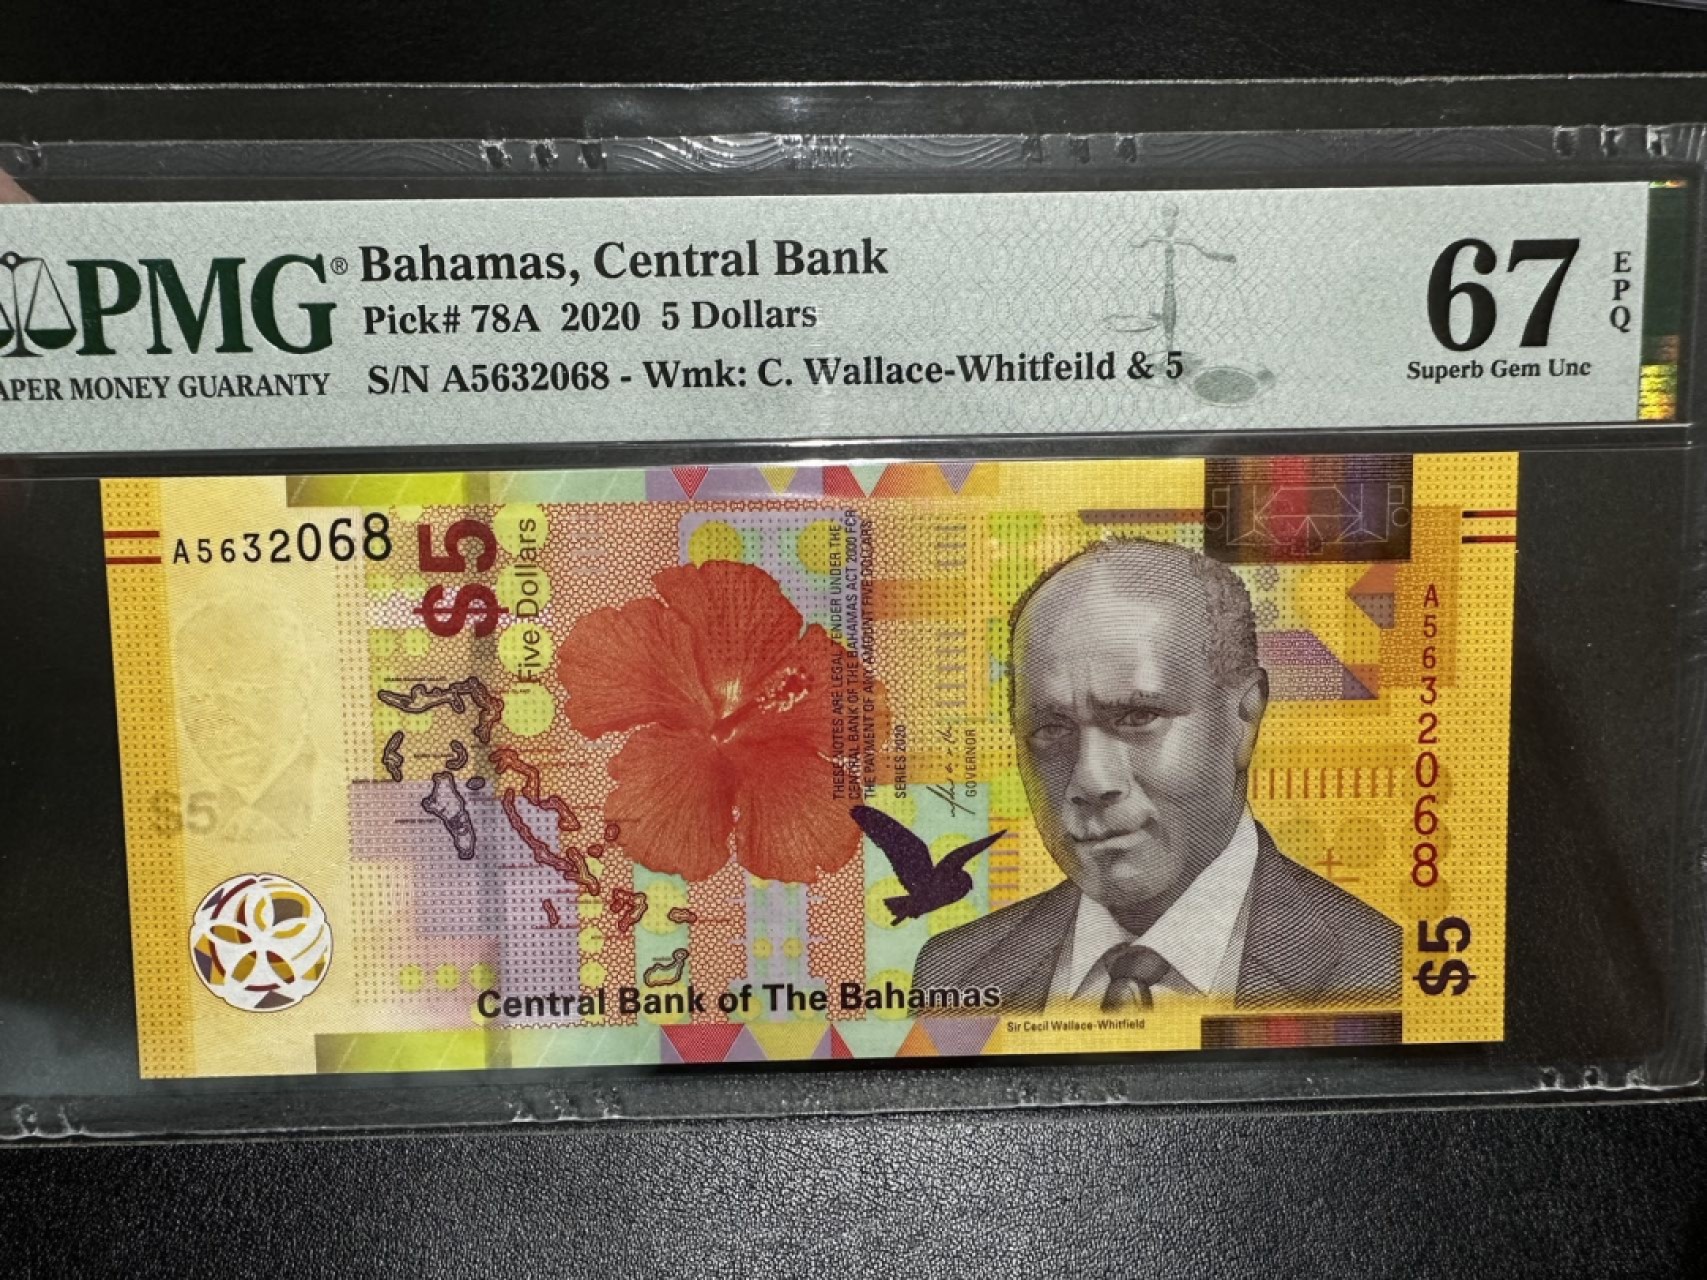 PMG®
APER MONEY GUARANTY
Bahamas, Central Bank
Pick# 78A 2020 5 Dollars
S/N A5632068 - Wmk: C. Wallace-Whitfeild & 5
67
EPQ
Superb Gem Unc
A5632068
$5
Five Dollars
THESE NOTES ARE LEGAL TENDER UNDER THE
CENTRAL BANK OF THE BAHAMAS ACT 2000 FOR
THE PAYMENT OF ANY AMOUNT FIVE DOLLARS
SERIES 2020
GOVERNOR
A5632068
$5
$5
Central Bank of The Bahamas
Sir Cecil Wallace-Whitfield